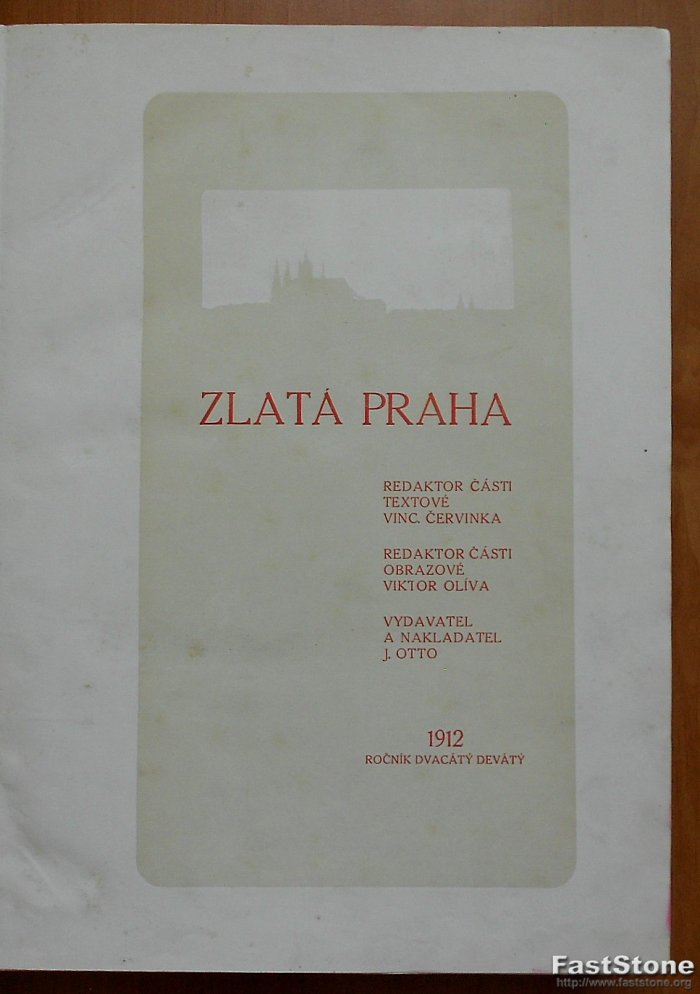 ZLATÁ PRAHA
REDAKTOR ČÁSTI
TEXTOVÉ
VINC. ČERVINKA
REDAKTOR ČÁSTI
OBRAZOVÉ
VIKTOR OLÍVA
VYDAVATEL
A NAKLADATEL
J. OTTO
1912
ROČNÍK DVACÁTÝ DEVÁTÝ
FastStone
http://www.faststone.org